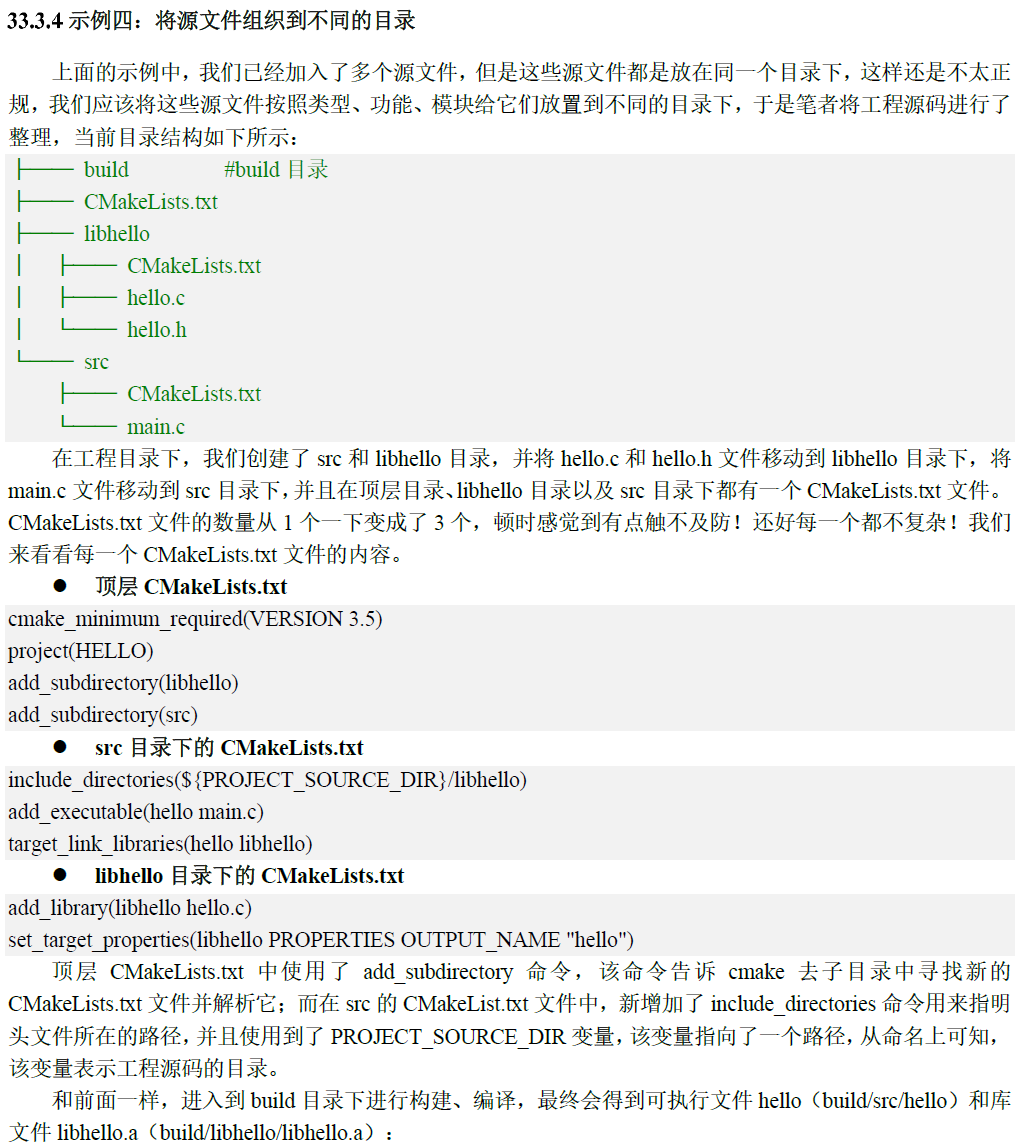 33.3.4 示例四：将源文件组织到不同的目录
上面的示例中，我们已经加入了多个源文件，但是这些源文件都是放在同一个目录下，这样还是不太正
规，我们应该将这些源文件按照类型、功能、模块给它们放置到不同的目录下，于是笔者将工程源码进行了
整理，当前目录结构如下所示：
├── build #build 目录
├── CMakeLists.txt
├── libhello
│ ├── CMakeLists.txt
│ ├── hello.c
│ └── hello.h
└── src
├── CMakeLists.txt
└── main.c
在工程目录下，我们创建了 src 和 libhello 目录，并将 hello.c 和 hello.h 文件移动到 libhello 目录下，将
main.c 文件移动到 src 目录下，并且在顶层目录、libhello 目录以及 src 目录下都有一个 CMakeLists.txt 文件。
CMakeLists.txt 文件的数量从 1 个一下变成了 3 个，顿时感觉到有点触不及防！还好每一个都不复杂！我们
来看看每一个 CMakeLists.txt 文件的内容。
● 顶层 CMakeLists.txt
cmake_minimum_required(VERSION 3.5)
project(HELLO)
add_subdirectory(libhello)
add_subdirectory(src)
● src 目录下的 CMakeLists.txt
include_directories(${PROJECT_SOURCE_DIR}/libhello)
add_executable(hello main.c)
target_link_libraries(hello libhello)
● libhello 目录下的 CMakeLists.txt
add_library(libhello hello.c)
set_target_properties(libhello PROPERTIES OUTPUT_NAME "hello")
顶层 CMakeLists.txt 中使用了 add_subdirectory 命令，该命令告诉 cmake 去子目录中寻找新的
CMakeLists.txt 文件并解析它；而在 src 的 CMakeList.txt 文件中，新增加了 include_directories 命令用来指明
头文件所在的路径，并且使用到了 PROJECT_SOURCE_DIR 变量，该变量指向了一个路径，从命名上可知，
该变量表示工程源码的目录。
和前面一样，进入到 build 目录下进行构建、编译，最终会得到可执行文件 hello（build/src/hello）和库
文件 libhello.a（build/libhello/libhello.a）：